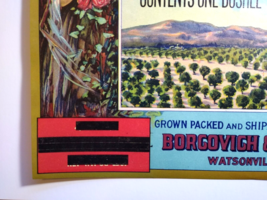 CONTENTS ONE BUSHEL
GROWN PACKED AND SHIP
BORGOVICH &
WATSONVIL